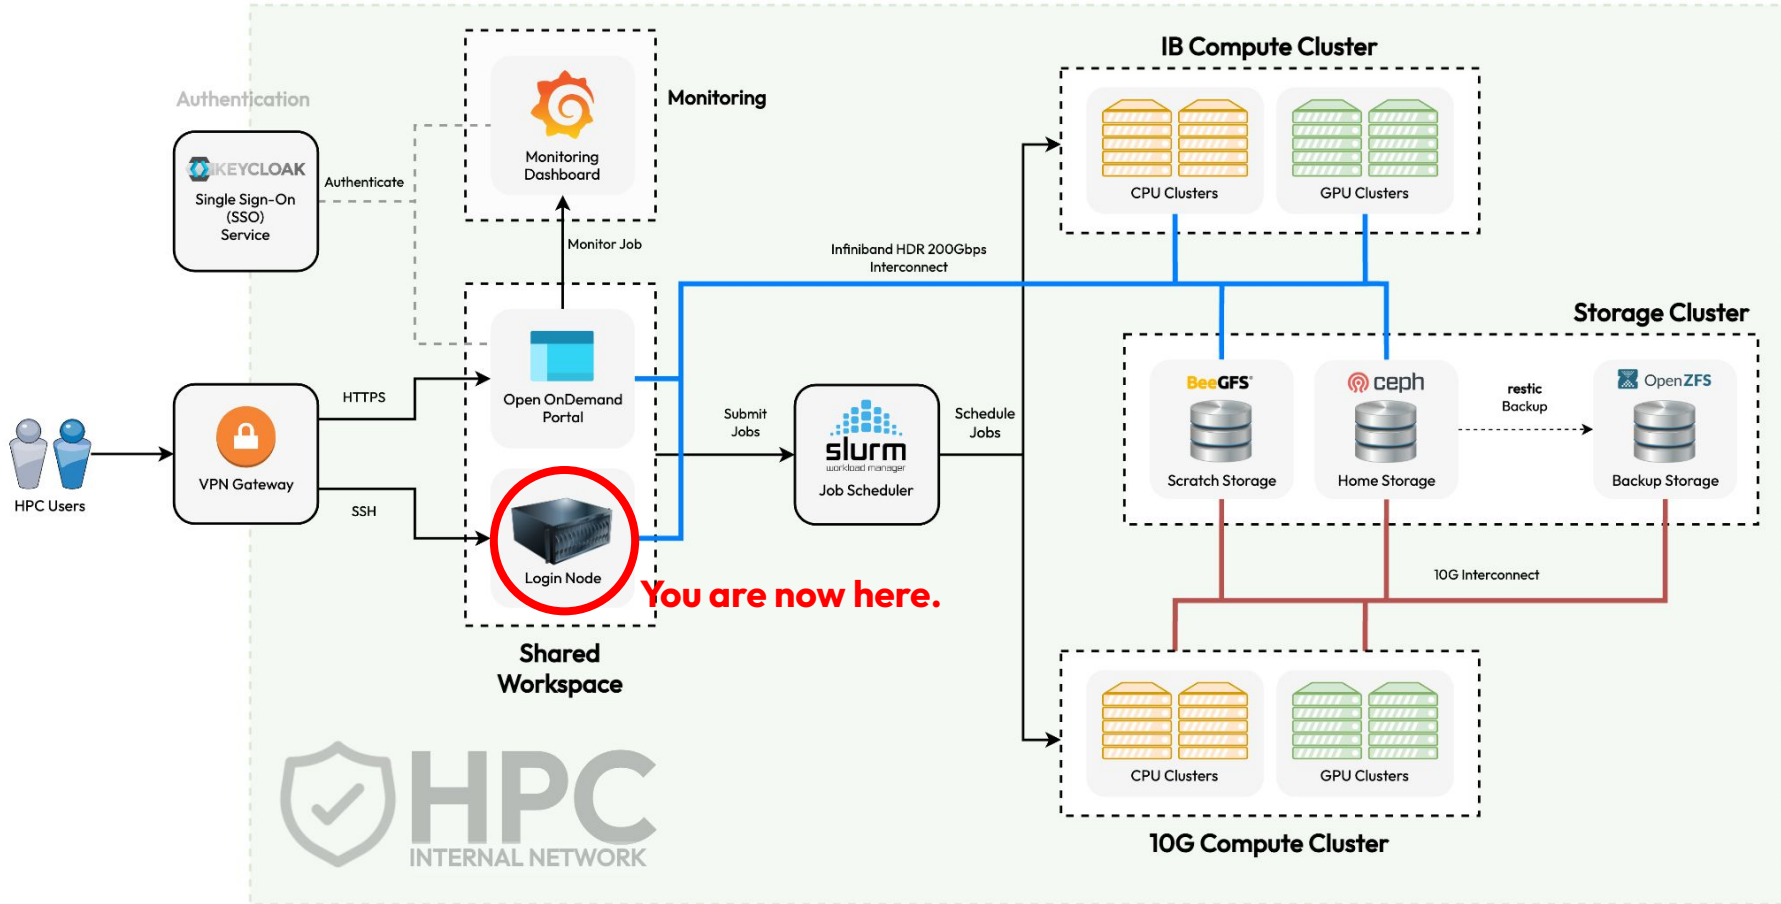 IB Compute Cluster
CPU Clusters
GPU Clusters
Authentication
KEYCLOAK
Single Sign-On
(SSO)
Service
Authenticate
Monitoring
Dashboard
Monitoring
Monitor Job
Infiniband HDR 200Gbps
Interconnect
Storage Cluster
BeeGFS®
Scratch Storage
ceph
Home Storage
restic
Backup
OpenZFS
Backup Storage
HPC Users
VPN Gateway
HTTPS
SSH
Open OnDemand
Portal
Login Node
You are now here.
Shared
Workspace
Submit
Jobs
slurm
workload manager
Job Scheduler
Schedule
Jobs
10G Interconnect
CPU Clusters
GPU Clusters
10G Compute Cluster
HPC
INTERNAL NETWORK